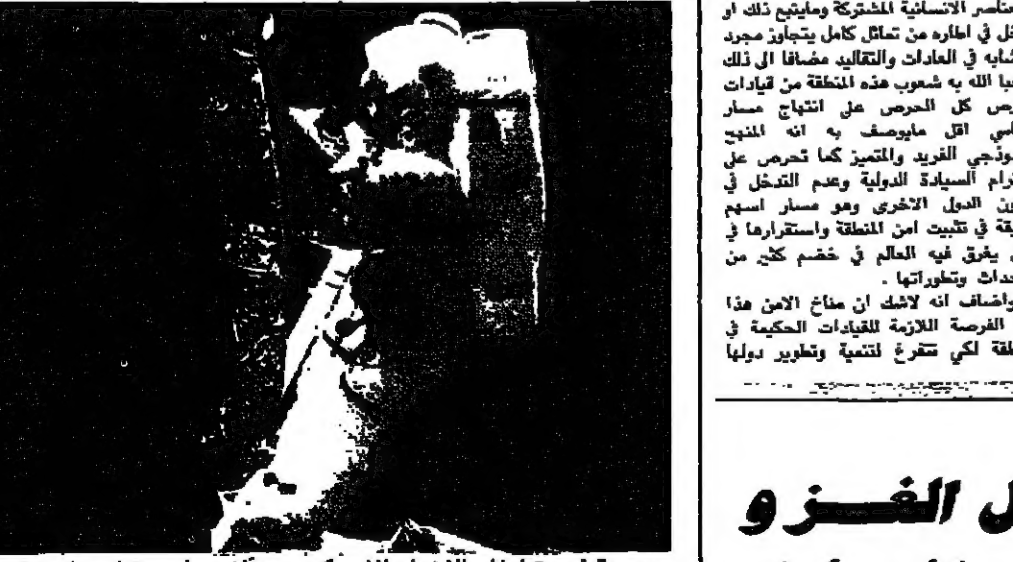 عناصر الانسانية المشتركة ومايتبع ذلك او
خل في اطاره من تماثل كامل يتجاوز مجرد
شابه في العادات والتقاليد مضافا الى ذلك
حبا الله به شعوب هذه المنطقة من قيادات
رص كل الحرص على انتهاج مسار
اسي اقل مايوصف به انه المنهج
موذجي الفريد والمتميز كما تحرص على
ترام السيادة الدولية وعدم التدخل في
ون الدول الاخرى وهو مسار اسهم
يقة في تثبيت امن المنطقة واستقرارها في
يغرق فيه العالم في خضم كثير من
حداث وتطوراتها .
واضاف انه لاشك ان مناخ الامن هذا
الفرصة اللازمة للقيادات الحكيمة في
طقة لكي تتفرغ لتنمية وتطوير دولها
ل الغـــزو